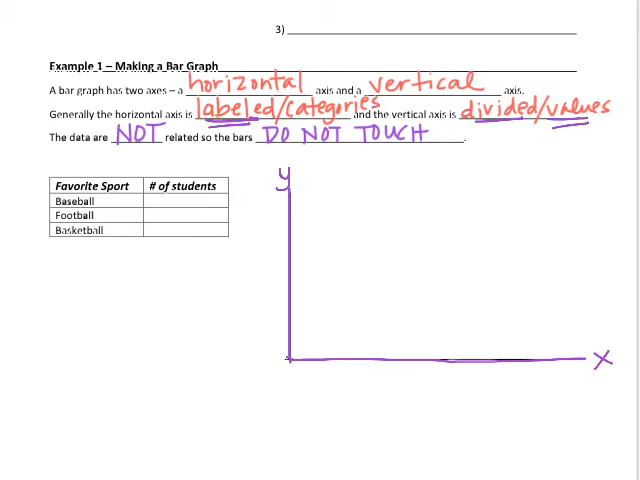 3)
Example 1 – Making a Bar Graph
A bar graph has two axes – a horizontal axis and a vertical axis.
Generally the horizontal axis is labeled/categories and the vertical axis is divided/values
The data are NOT related so the bars DO NOT TOUCH.
y
Favorite Sport # of students
Baseball
Football
Basketball
x